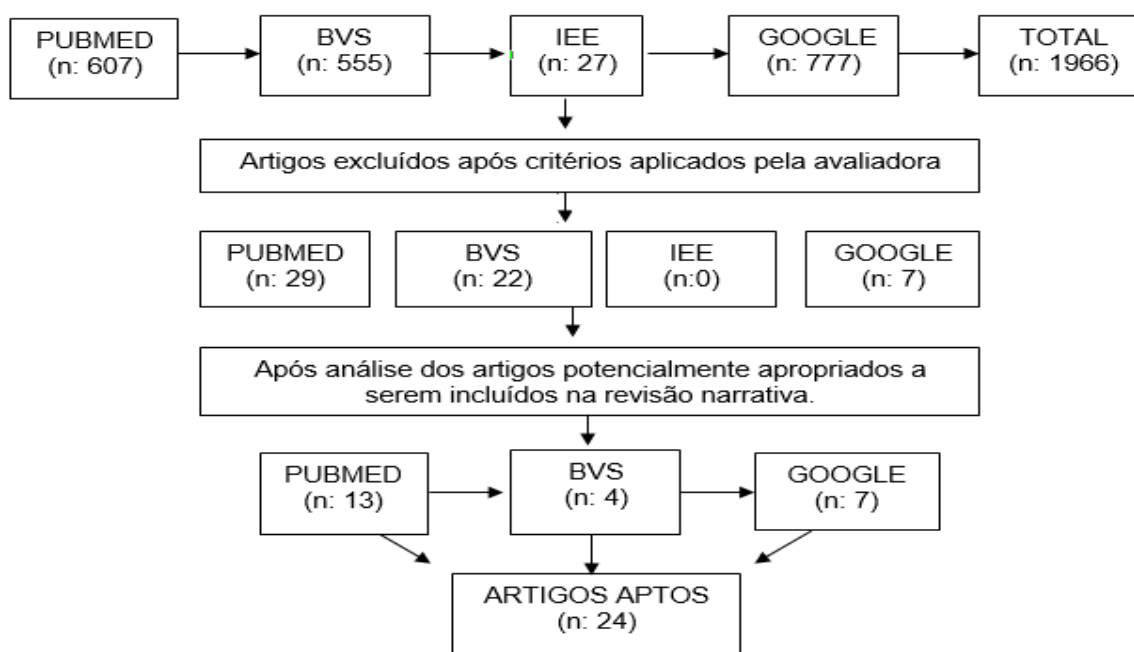 PUBMED
(n: 607)
BVS
(n: 555)
IEE
(n: 27)
GOOGLE
(n: 777)
TOTAL
(n: 1966)
Artigos excluídos após critérios aplicados pela avaliadora
PUBMED
(n: 29)
BVS
(n: 22)
IEE
(n:0)
GOOGLE
(n: 7)
Após análise dos artigos potencialmente apropriados a
serem incluídos na revisão narrativa.
PUBMED
(n: 13)
BVS
(n: 4)
GOOGLE
(n: 7)
ARTIGOS APTOS
(n: 24)